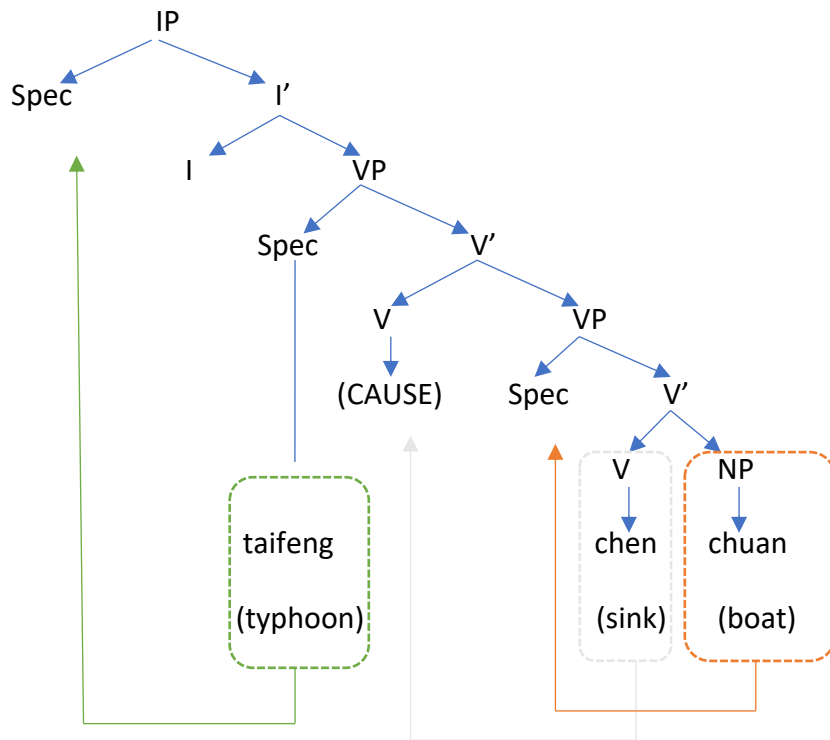 IP
Spec I’
I VP
Spec V’
V VP
(CAUSE) Spec V’
V NP
taifeng chen chuan
(typhoon) (sink) (boat)